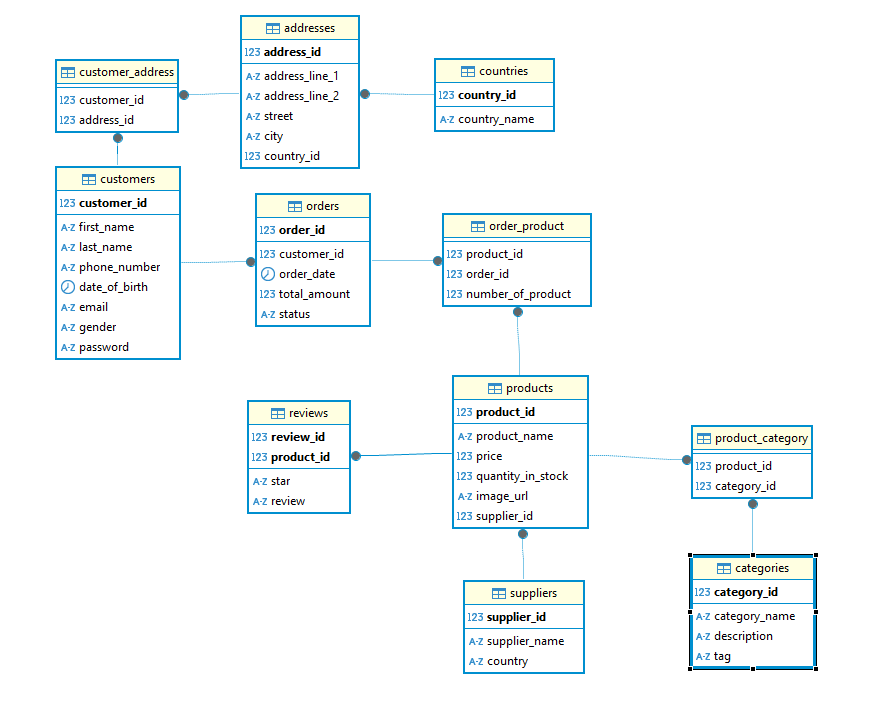 addresses
123 address_id
A-Z address_line_1
A-Z address_line_2
A-Z street
A-Z city
123 country_id
customer_address
123 customer_id
123 address_id
countries
123 country_id
A-Z country_name
customers
123 customer_id
A-Z first_name
A-Z last_name
A-Z phone_number
date_of_birth
A-Z email
A-Z gender
A-Z password
orders
123 order_id
123 customer_id
order_date
123 total_amount
A-Z status
order_product
123 product_id
123 order_id
123 number_of_product
products
123 product_id
A-Z product_name
123 price
123 quantity_in_stock
A-Z image_url
123 supplier_id
reviews
123 review_id
123 product_id
A-Z star
A-Z review
product_category
123 product_id
123 category_id
suppliers
123 supplier_id
A-Z supplier_name
A-Z country
categories
123 category_id
A-Z category_name
A-Z description
A-Z tag